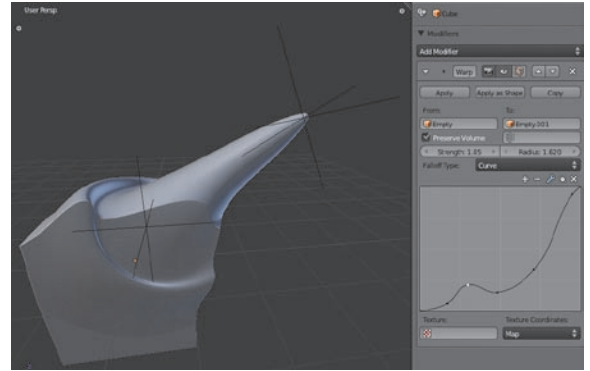 User Persp
Cube
Modifiers
Add Modifier
Warp
Apply
Apply as Shape
Copy
From:
To:
Empty
Empty.001
Preserve Volume
Strength: 1.85
Radius: 1.820
Falloff Type:
Curve
Texture:
Texture Coordinates:
Map